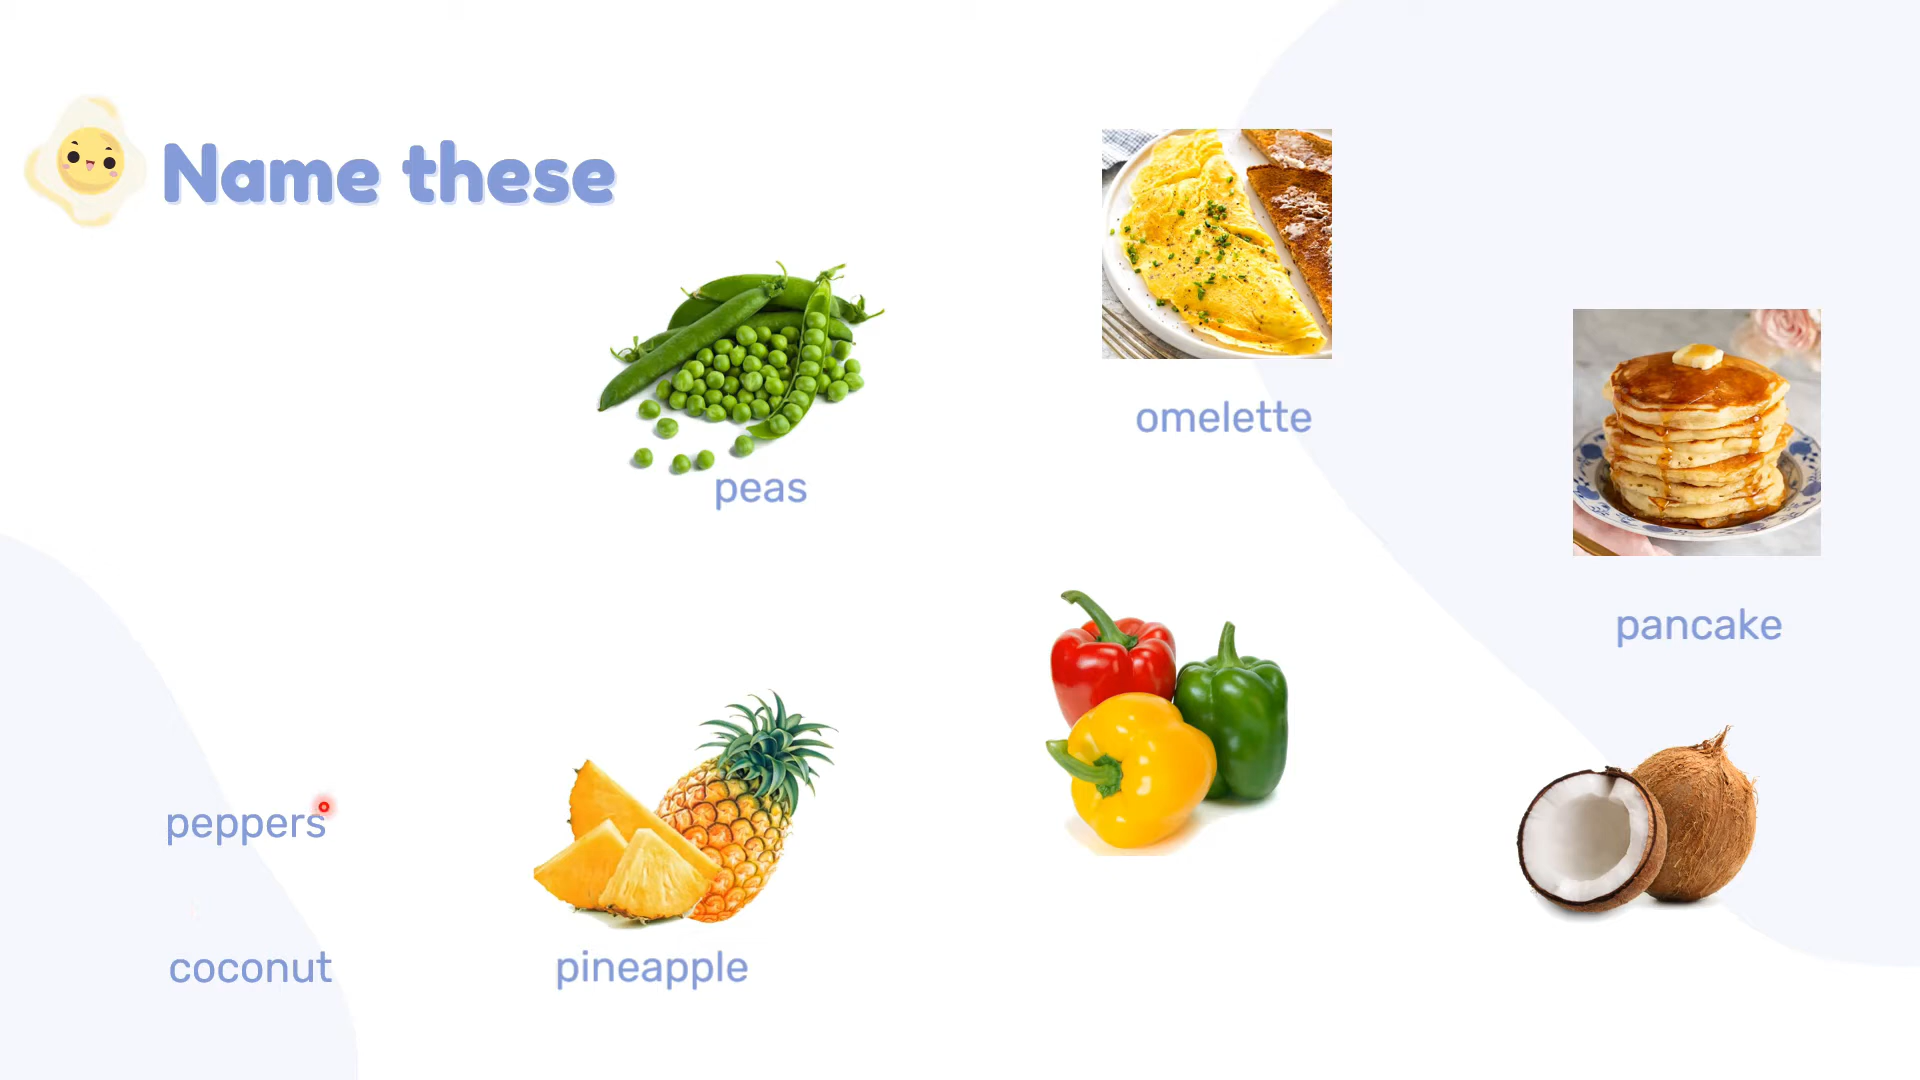 Name these
omelette
peas
pancake
peppers
coconut
pineapple